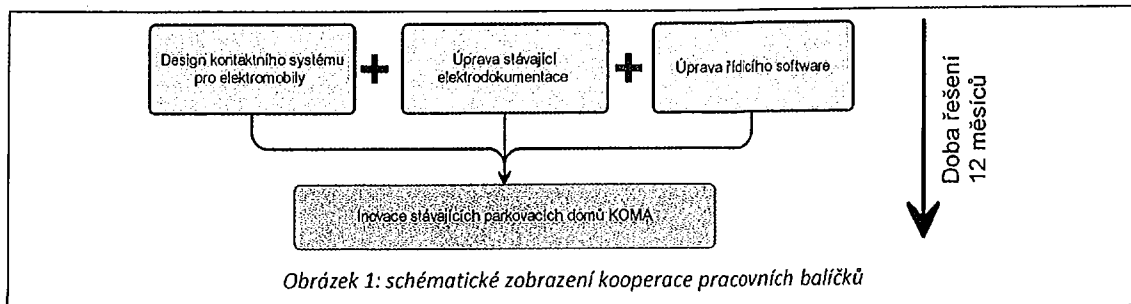 Design kontaktního systému
pro elektromobily
+
Úprava stávající
elektrodokumentace
+
Úprava řídícího software
Doba řešení
12 měsíců
Inovace stávajících parkovacích domů KOMA
Obrázek 1: schématické zobrazení kooperace pracovních balíčků